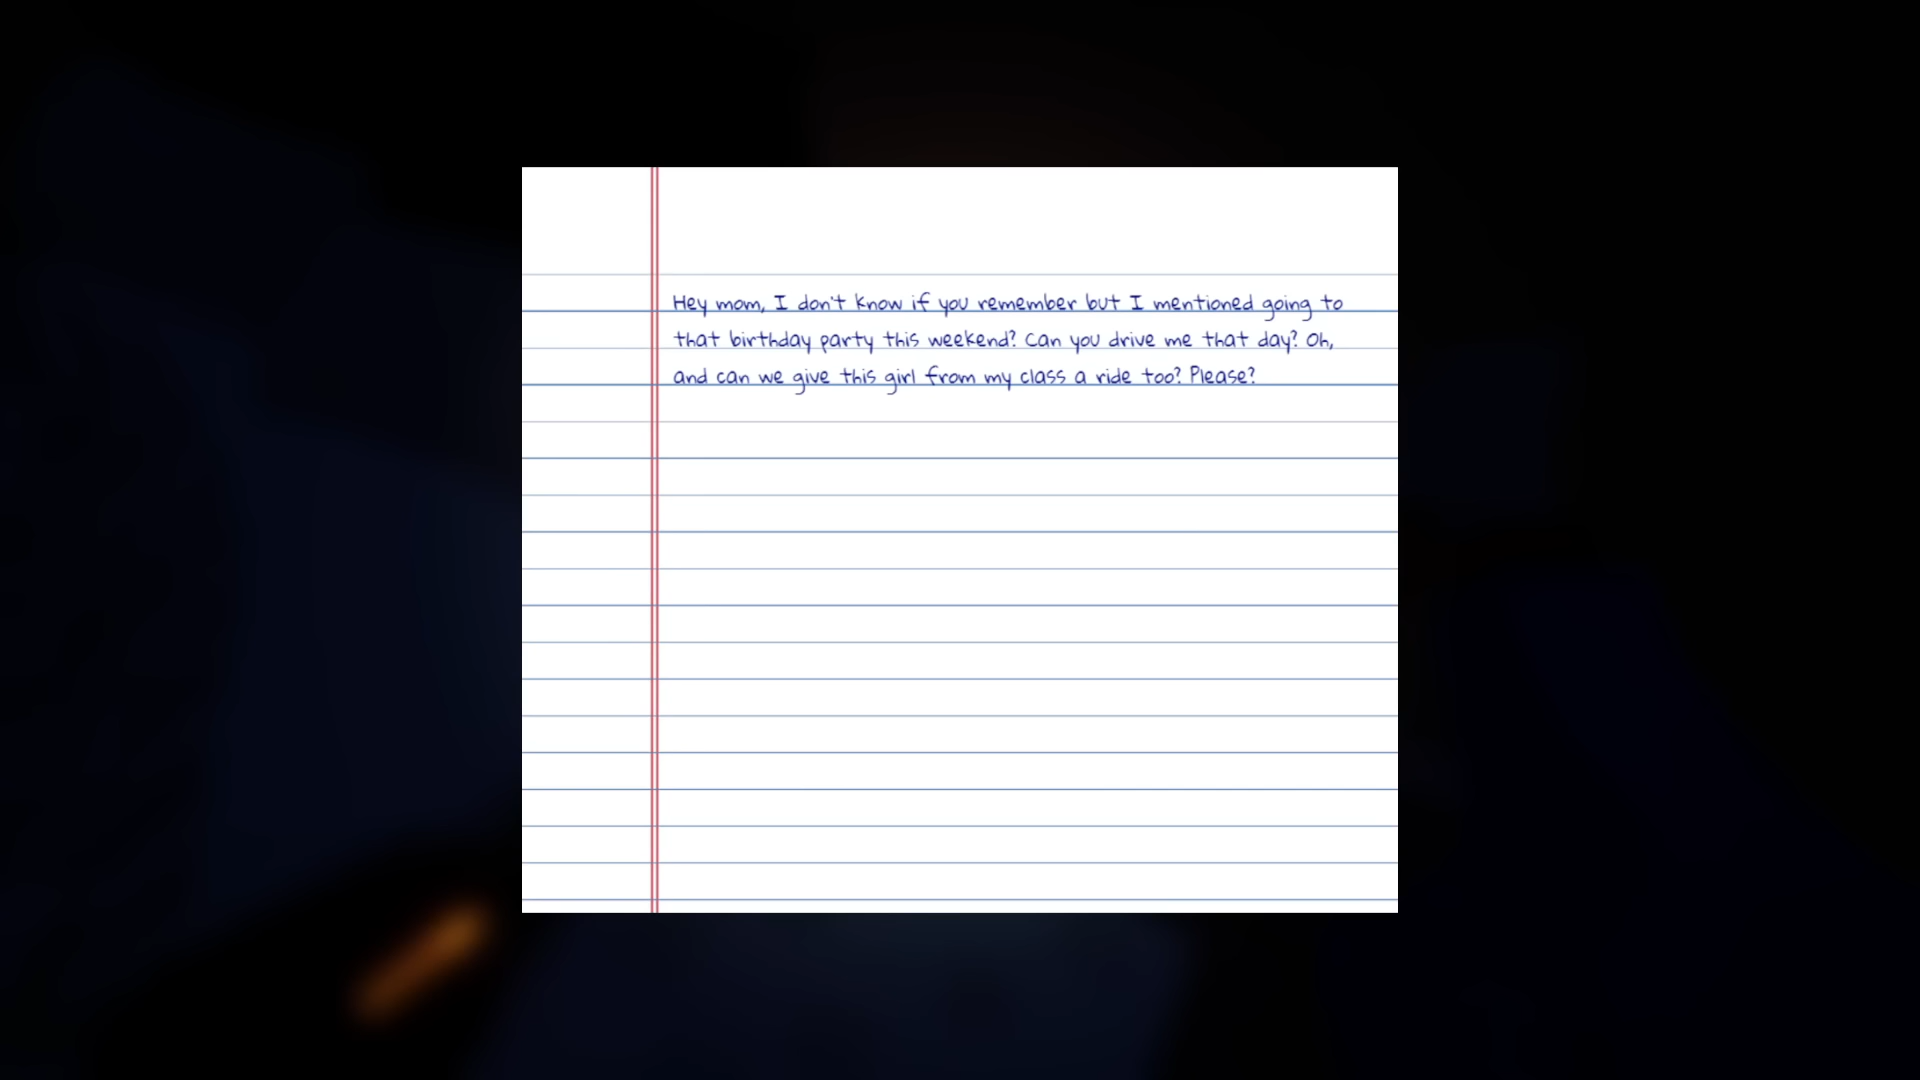 Hey mom, I don't know if you remember but I mentioned going to
that birthday party this weekend? Can you drive me that day? Oh,
and can we give this girl from my class a ride too? Please?